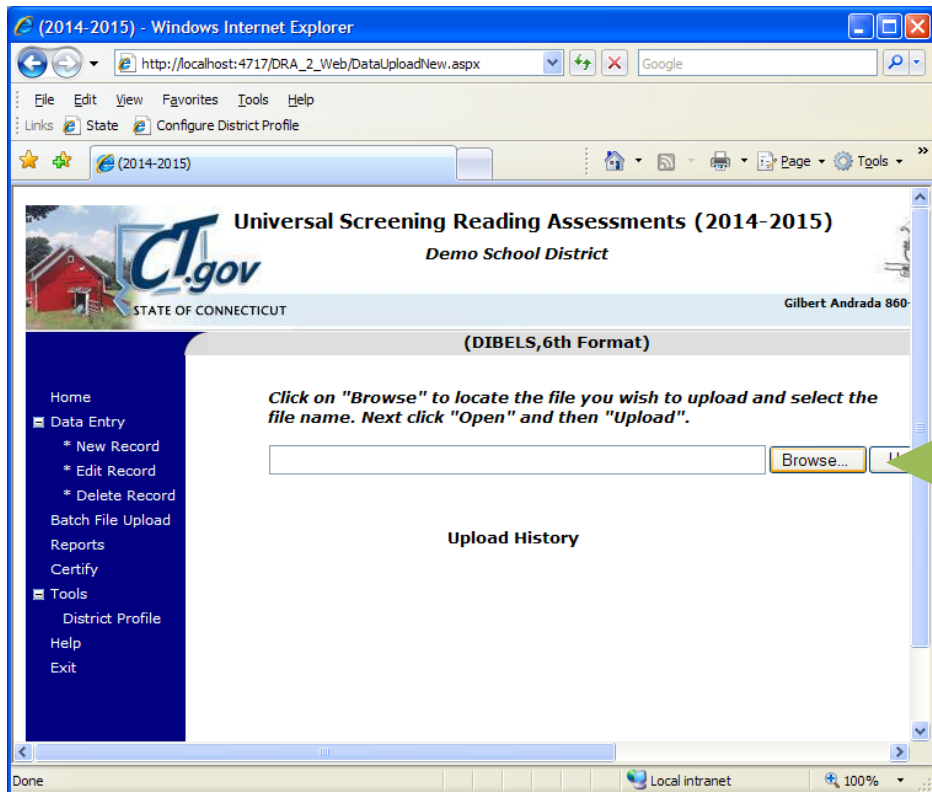 (2014-2015) - Windows Internet Explorer
http://localhost:4717/DRA_2_Web/DataUploadNew.aspx
Google
File Edit View Favorites Tools Help
Links State Configure District Profile
(2014-2015)
Page Tools »
CT.gov
STATE OF CONNECTICUT
Universal Screening Reading Assessments (2014-2015)
Demo School District
Gilbert Andrada 860-
(DIBELS,6th Format)
Home
Data Entry
* New Record
* Edit Record
* Delete Record
Batch File Upload
Reports
Certify
Tools
District Profile
Help
Exit
Click on "Browse" to locate the file you wish to upload and select the
file name. Next click "Open" and then "Upload".
Browse...
Upload History
Done
Local intranet
100%